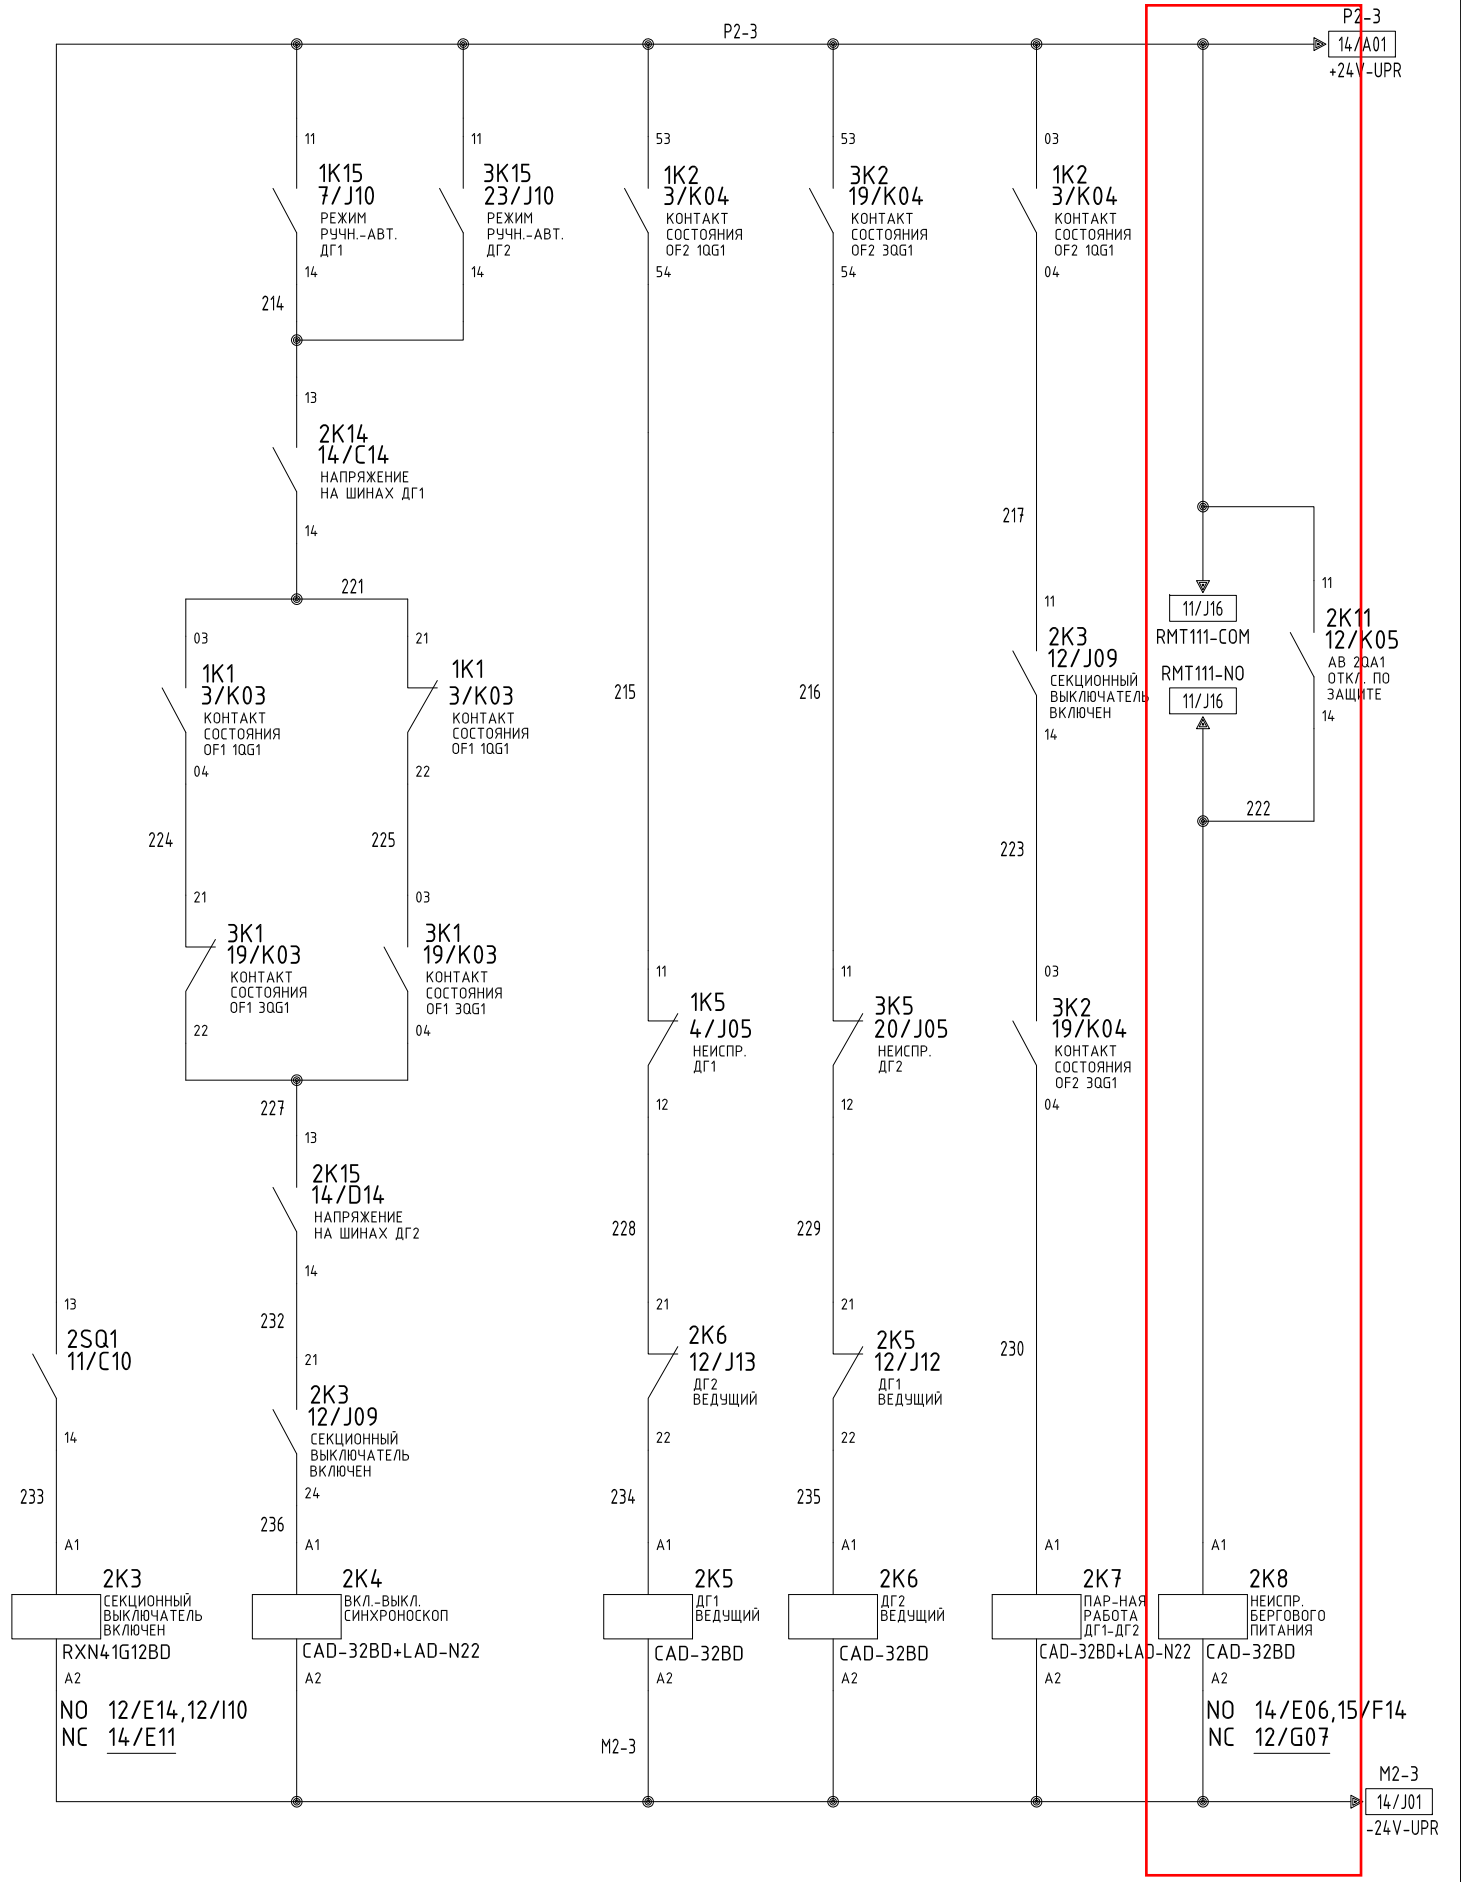 P2-3
P2-3
14/A01
+24V-UPR
11
1K15
7/J10
РЕЖИМ
РУЧН.-АВТ.
ДГ1
14
214
11
3K15
23/J10
РЕЖИМ
РУЧН.-АВТ.
ДГ2
14
53
1K2
3/K04
КОНТАКТ
СОСТОЯНИЯ
OF2 1QG1
54
53
3K2
19/K04
КОНТАКТ
СОСТОЯНИЯ
OF2 3QG1
54
03
1K2
3/K04
КОНТАКТ
СОСТОЯНИЯ
OF2 1QG1
04
13
2K14
14/C14
НАПРЯЖЕНИЕ
НА ШИНАХ ДГ1
14
221
03
1K1
3/K03
КОНТАКТ
СОСТОЯНИЯ
OF1 1QG1
04
21
1K1
3/K03
КОНТАКТ
СОСТОЯНИЯ
OF1 1QG1
22
215
216
217
11
2K3
12/J09
СЕКЦИОННЫЙ
ВЫКЛЮЧАТЕЛЬ
ВКЛЮЧЕН
14
11/J16
RMT111-COM
RMT111-NO
11/J16
11
2K11
12/K05
АВ 2QA1
ОТКЛ. ПО
ЗАЩИТЕ
14
222
224
225
223
21
3K1
19/K03
КОНТАКТ
СОСТОЯНИЯ
OF1 3QG1
22
03
3K1
19/K03
КОНТАКТ
СОСТОЯНИЯ
OF1 3QG1
04
11
1K5
4/J05
НЕИСПР.
ДГ1
12
11
3K5
20/J05
НЕИСПР.
ДГ2
12
03
3K2
19/K04
КОНТАКТ
СОСТОЯНИЯ
OF2 3QG1
04
227
13
2K15
14/D14
НАПРЯЖЕНИЕ
НА ШИНАХ ДГ2
14
228
229
230
13
2SQ1
11/C10
14
232
21
2K3
12/J09
СЕКЦИОННЫЙ
ВЫКЛЮЧАТЕЛЬ
ВКЛЮЧЕН
24
21
2K6
12/J13
ДГ2
ВЕДУЩИЙ
22
21
2K5
12/J12
ДГ1
ВЕДУЩИЙ
22
233
236
234
235
A1
2K3
СЕКЦИОННЫЙ
ВЫКЛЮЧАТЕЛЬ
ВКЛЮЧЕН
RXN41G12BD
A2
NO 12/E14,12/I10
NC 14/E11
A1
2K4
ВКЛ.-ВЫКЛ.
СИНХРОНОСКОП
CAD-32BD+LAD-N22
A2
A1
2K5
ДГ1
ВЕДУЩИЙ
CAD-32BD
A2
M2-3
A1
2K6
ДГ2
ВЕДУЩИЙ
CAD-32BD
A2
A1
2K7
ПАР-НАЯ
РАБОТА
ДГ1-ДГ2
CAD-32BD+LAD-N22
A2
A1
2K8
НЕИСПР.
БЕРГОВОГО
ПИТАНИЯ
CAD-32BD
A2
NO 14/E06,15/F14
NC 12/G07
M2-3
14/J01
-24V-UPR